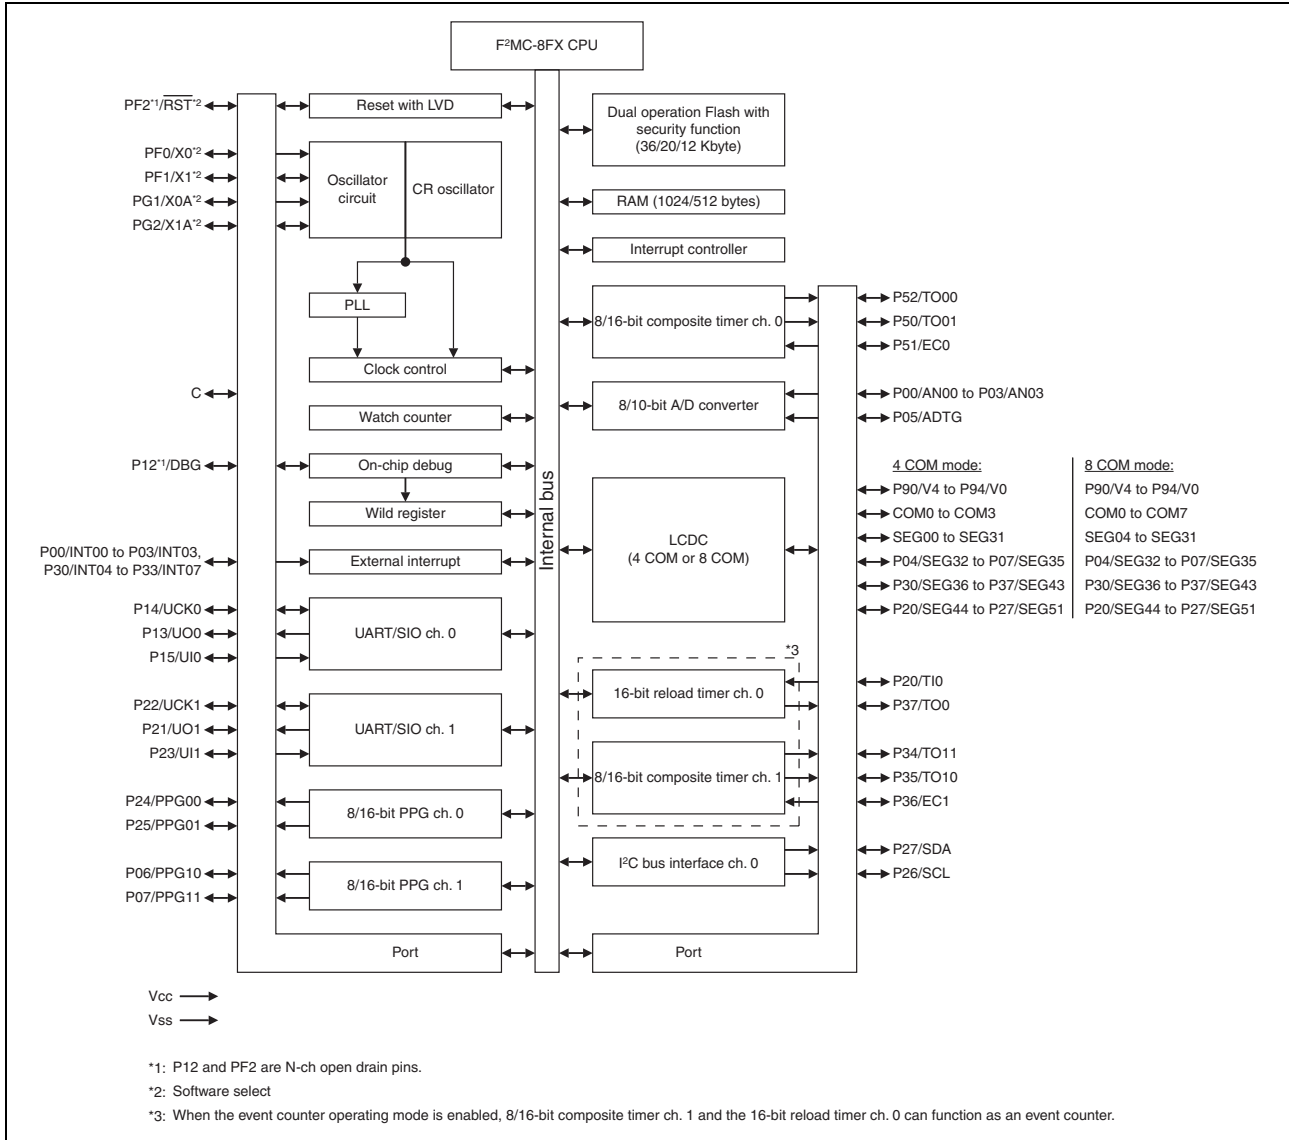 F²MC-8FX CPU
PF2*1/RST*2
Reset with LVD
Dual operation Flash with
security function
(36/20/12 Kbyte)
PF0/X0*2
PF1/X1*2
PG1/X0A*2
PG2/X1A*2
Oscillator
circuit
CR oscillator
RAM (1024/512 bytes)
Interrupt controller
PLL
Clock control
8/16-bit composite timer ch. 0
P52/TO00
P50/TO01
P51/EC0
C
Watch counter
8/10-bit A/D converter
P00/AN00 to P03/AN03
P05/ADTG
P12*1/DBG
On-chip debug
Wild register
Internal bus
LCDC
(4 COM or 8 COM)
4 COM mode:
P90/V4 to P94/V0
COM0 to COM3
SEG00 to SEG31
P04/SEG32 to P07/SEG35
P30/SEG36 to P37/SEG43
P20/SEG44 to P27/SEG51
8 COM mode:
P90/V4 to P94/V0
COM0 to COM7
SEG04 to SEG31
P04/SEG32 to P07/SEG35
P30/SEG36 to P37/SEG43
P20/SEG44 to P27/SEG51
P00/INT00 to P03/INT03,
P30/INT04 to P33/INT07
External interrupt
P14/UCK0
P13/UO0
P15/UI0
UART/SIO ch. 0
*3
16-bit reload timer ch. 0
P20/TI0
P37/TO0
P22/UCK1
P21/UO1
P23/UI1
UART/SIO ch. 1
8/16-bit composite timer ch. 1
P34/TO11
P35/TO10
P36/EC1
P24/PPG00
P25/PPG01
8/16-bit PPG ch. 0
I²C bus interface ch. 0
P27/SDA
P26/SCL
P06/PPG10
P07/PPG11
8/16-bit PPG ch. 1
Port
Port
Vcc
Vss
*1: P12 and PF2 are N-ch open drain pins.
*2: Software select
*3: When the event counter operating mode is enabled, 8/16-bit composite timer ch. 1 and the 16-bit reload timer ch. 0 can function as an event counter.